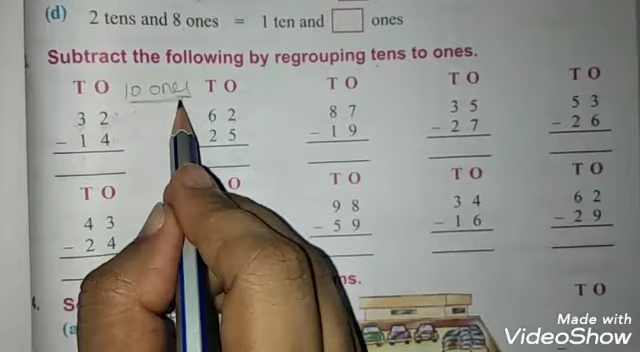 (d) 2 tens and 8 ones = 1 ten and ones
Subtract the following by regrouping tens to ones.
T O 10 ones T O T O T O T O
3 2 6 2 8 7 3 5 5 3
- 1 4 2 5 - 1 9 - 2 7 - 2 6
T O O T O T O T O
4 3 9 8 3 4 6 2
- 2 4 - 5 9 - 1 6 - 2 9
4. S ns.
(a T O
Made with
VideoShow